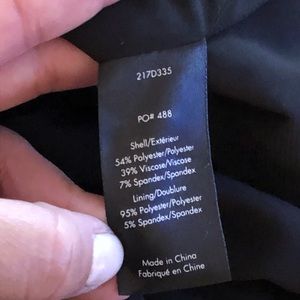 217D335
PO# 488
Shell/Extérieur
54% Polyester/Polyester
39% Viscose/Viscose
7% Spandex/Spandex
Lining/Doublure
95% Polyester/Polyester
5% Spandex/Spandex
Made in China
Fabriqué en Chine